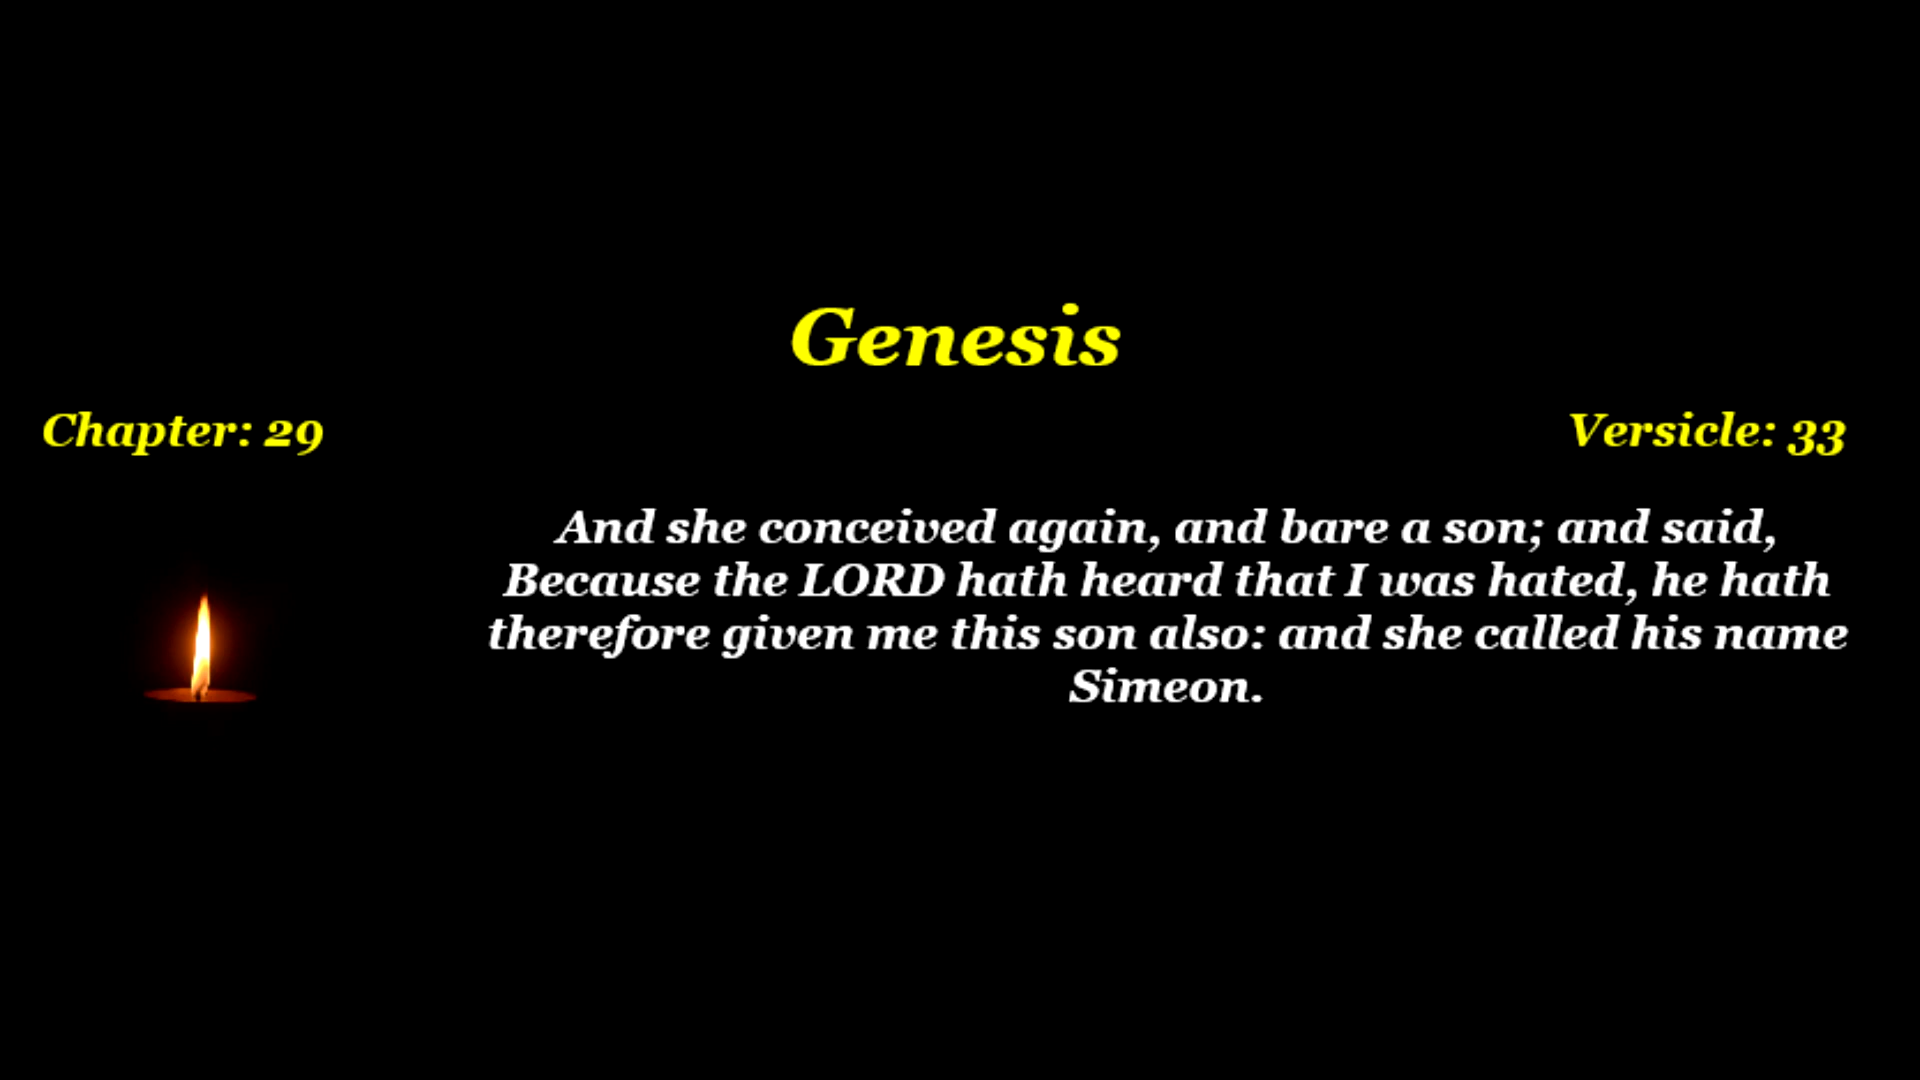 Genesis
Chapter: 29
Versicle: 33
And she conceived again, and bare a son; and said,
Because the LORD hath heard that I was hated, he hath
therefore given me this son also: and she called his name
Simeon.